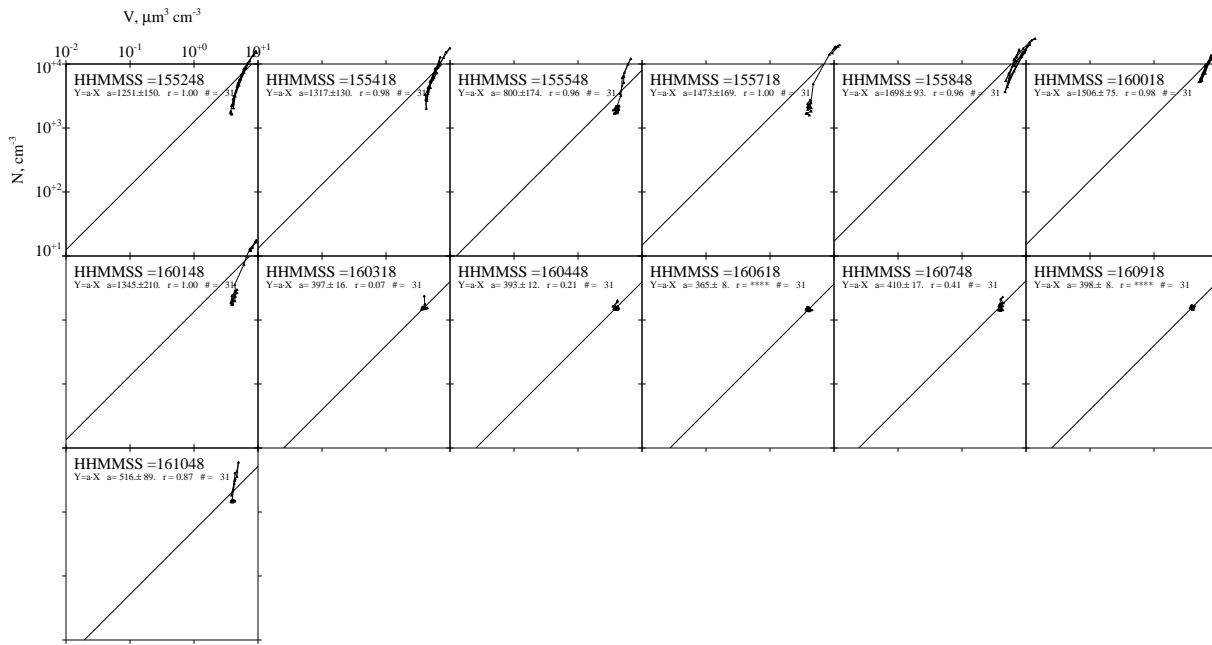 V, μm³ cm⁻³
10⁻² 10⁻¹ 10⁺⁰ 10⁺¹
N, cm⁻³
10⁺⁴
10⁺³
10⁺²
10⁺¹
HHMMSS =155248
Y=a·X a=1251.±150. r = 1.00 # = 31
HHMMSS =155418
Y=a·X a=1317.±130. r = 0.98 # = 31
HHMMSS =155548
Y=a·X a= 800.±174. r = 0.96 # = 31
HHMMSS =155718
Y=a·X a=1473.±169. r = 1.00 # = 31
HHMMSS =155848
Y=a·X a=1698.± 93. r = 0.96 # = 31
HHMMSS =160018
Y=a·X a=1506.± 75. r = 0.98 # = 31
HHMMSS =160148
Y=a·X a=1345.±210. r = 1.00 # = 31
HHMMSS =160318
Y=a·X a= 397.± 16. r = 0.07 # = 31
HHMMSS =160448
Y=a·X a= 393.± 12. r = 0.21 # = 31
HHMMSS =160618
Y=a·X a= 365.± 8. r = **** # = 31
HHMMSS =160748
Y=a·X a= 410.± 17. r = 0.41 # = 31
HHMMSS =160918
Y=a·X a= 398.± 8. r = **** # = 31
HHMMSS =161048
Y=a·X a= 516.± 89. r = 0.87 # = 31